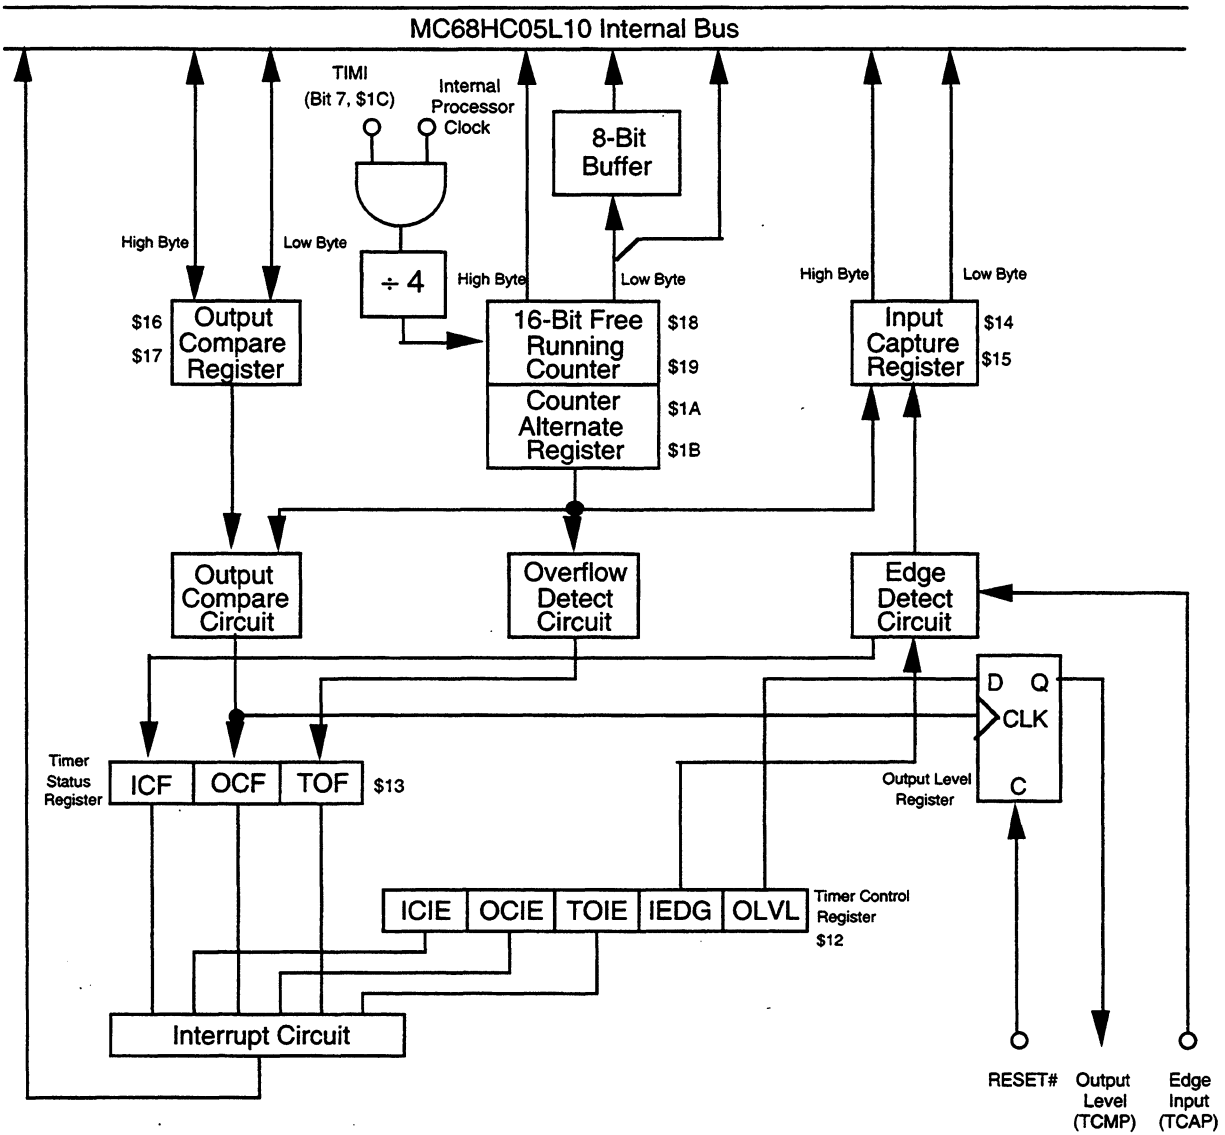 MC68HC05L10 Internal Bus
TIMI
(Bit 7, $1C)
Internal
Processor
Clock
8-Bit
Buffer
High Byte
Low Byte
÷ 4
High Byte
Low Byte
High Byte
Low Byte
$16
$17
Output
Compare
Register
16-Bit Free
Running
Counter
$18
$19
Counter
Alternate
Register
$1A
$1B
Input
Capture
Register
$14
$15
Output
Compare
Circuit
Overflow
Detect
Circuit
Edge
Detect
Circuit
D Q
CLK
C
Timer
Status
Register
ICF OCF TOF
$13
Output Level
Register
ICIE OCIE TOIE IEDG OLVL
Timer Control
Register
$12
Interrupt Circuit
RESET#
Output
Level
(TCMP)
Edge
Input
(TCAP)